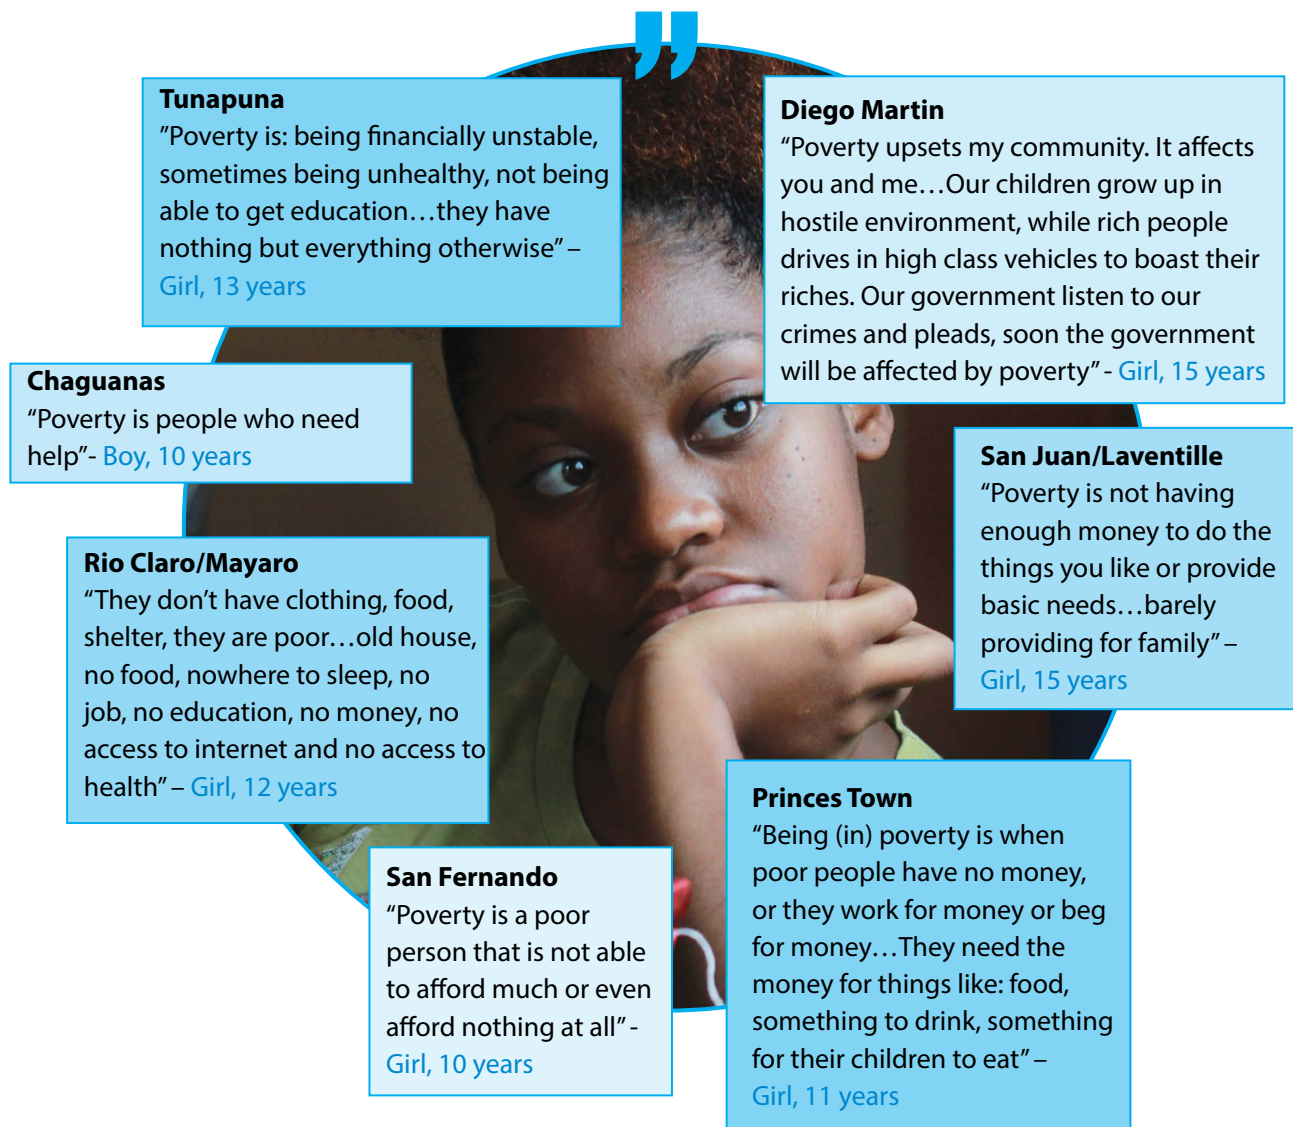 ”
Tunapuna
”Poverty is: being financially unstable,
sometimes being unhealthy, not being
able to get education…they have
nothing but everything otherwise” –
Girl, 13 years
Diego Martin
“Poverty upsets my community. It affects
you and me…Our children grow up in
hostile environment, while rich people
drives in high class vehicles to boast their
riches. Our government listen to our
crimes and pleads, soon the government
will be affected by poverty” - Girl, 15 years
Chaguanas
“Poverty is people who need
help”- Boy, 10 years
San Juan/Laventille
“Poverty is not having
enough money to do the
things you like or provide
basic needs…barely
providing for family” –
Girl, 15 years
Rio Claro/Mayaro
“They don’t have clothing, food,
shelter, they are poor…old house,
no food, nowhere to sleep, no
job, no education, no money, no
access to internet and no access to
health” – Girl, 12 years
Princes Town
“Being (in) poverty is when
poor people have no money,
or they work for money or beg
for money…They need the
money for things like: food,
something to drink, something
for their children to eat” –
Girl, 11 years
San Fernando
“Poverty is a poor
person that is not able
to afford much or even
afford nothing at all” -
Girl, 10 years